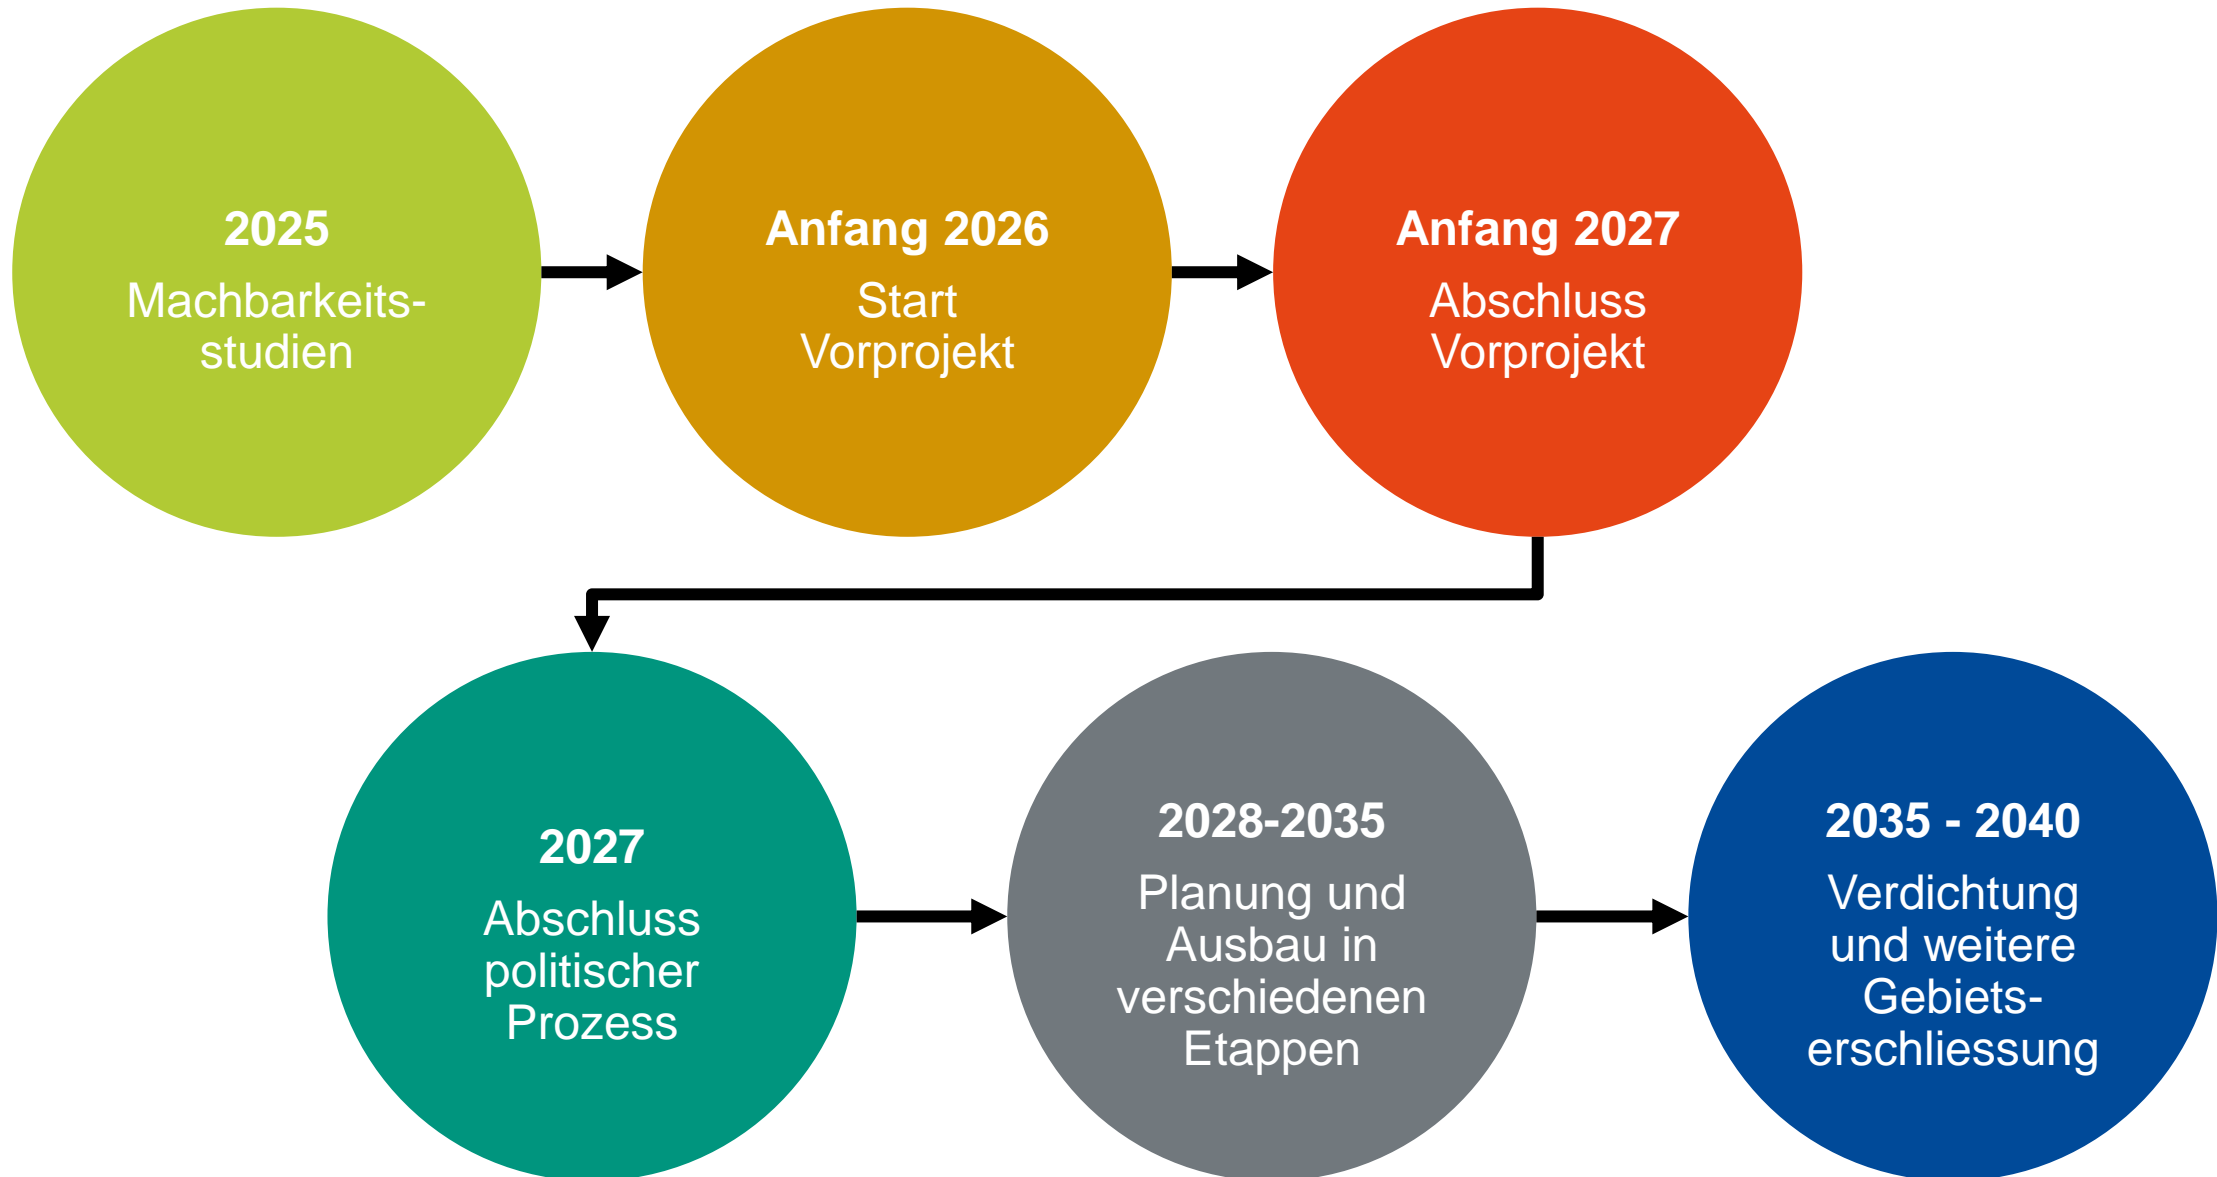 2025
Machbarkeits-
studien
Anfang 2026
Start
Vorprojekt
Anfang 2027
Abschluss
Vorprojekt
2027
Abschluss
politischer
Prozess
2028-2035
Planung und
Ausbau in
verschiedenen
Etappen
2035 - 2040
Verdichtung
und weitere
Gebiets-
erschliessung